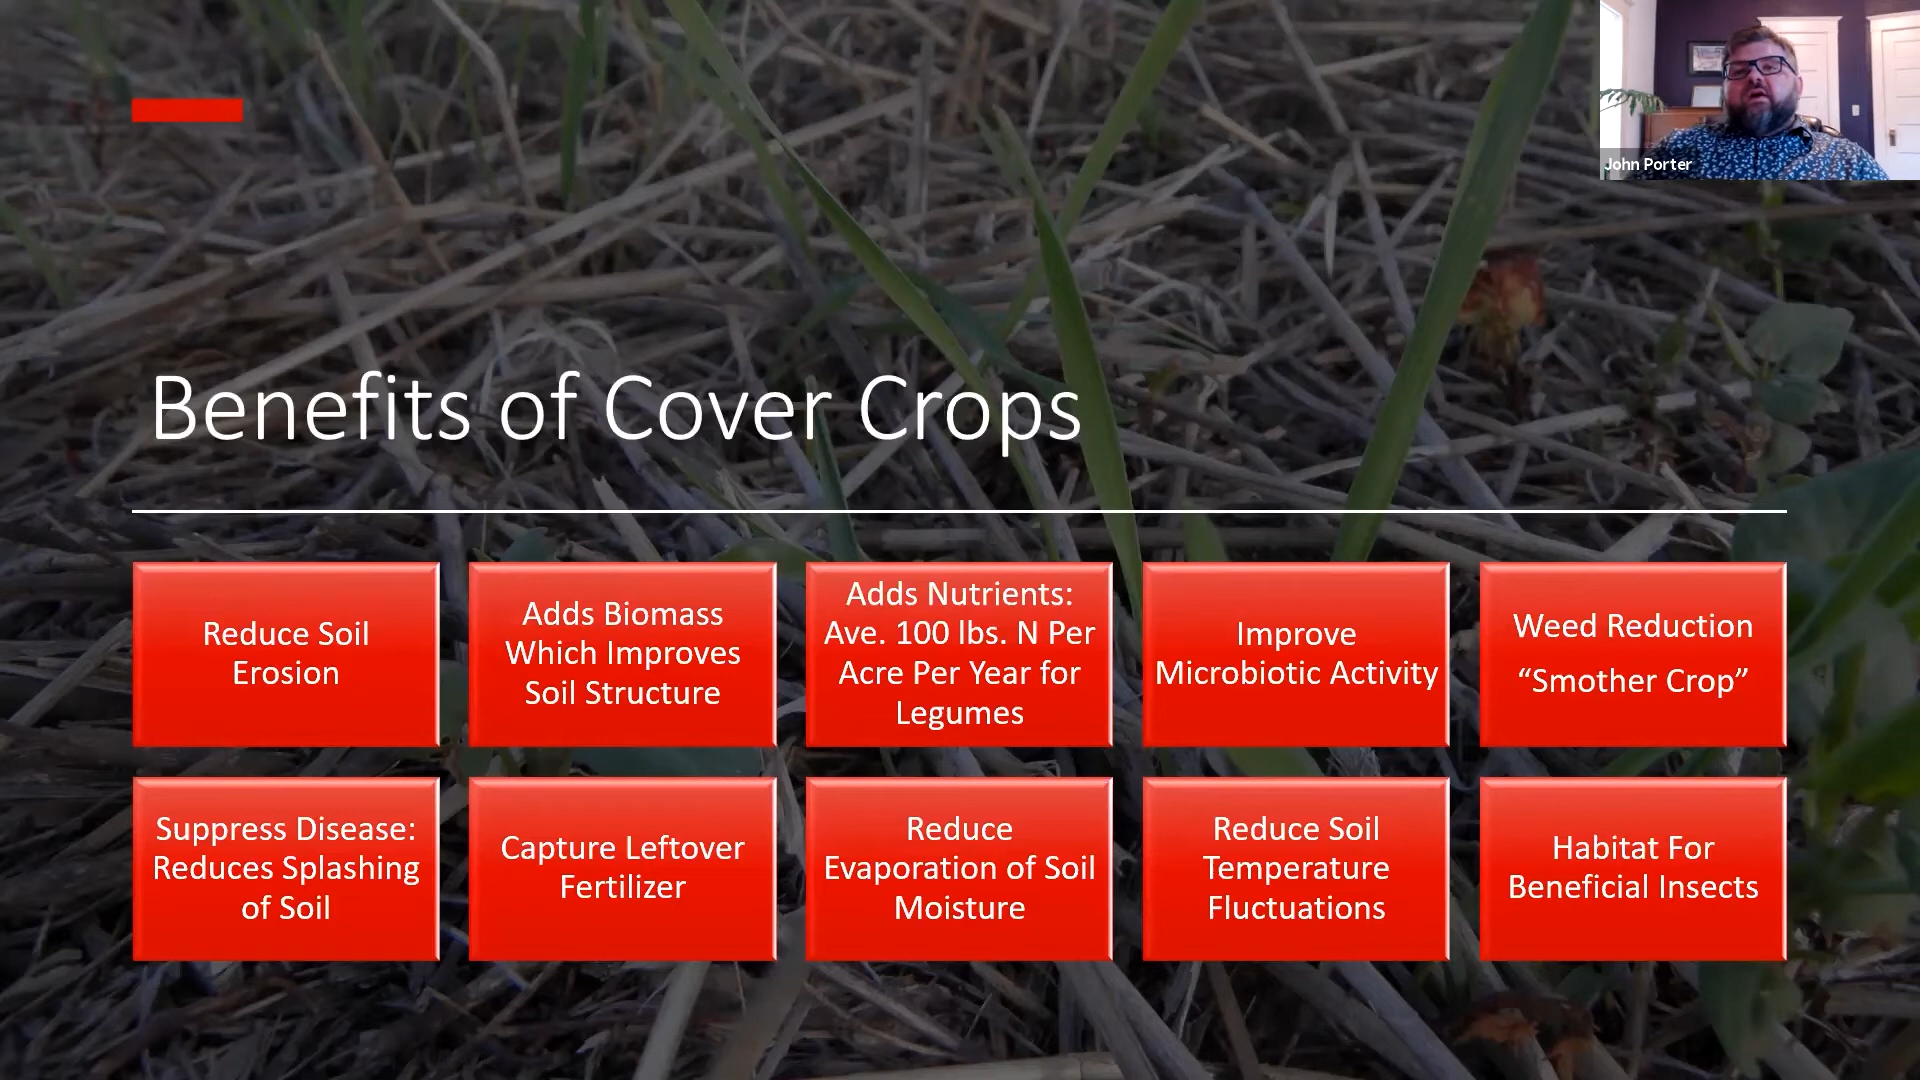 John Porter
Benefits of Cover Crops
Reduce Soil
Erosion
Adds Biomass
Which Improves
Soil Structure
Adds Nutrients:
Ave. 100 lbs. N Per
Acre Per Year for
Legumes
Improve
Microbiotic Activity
Weed Reduction
“Smother Crop”
Suppress Disease:
Reduces Splashing
of Soil
Capture Leftover
Fertilizer
Reduce
Evaporation of Soil
Moisture
Reduce Soil
Temperature
Fluctuations
Habitat For
Beneficial Insects